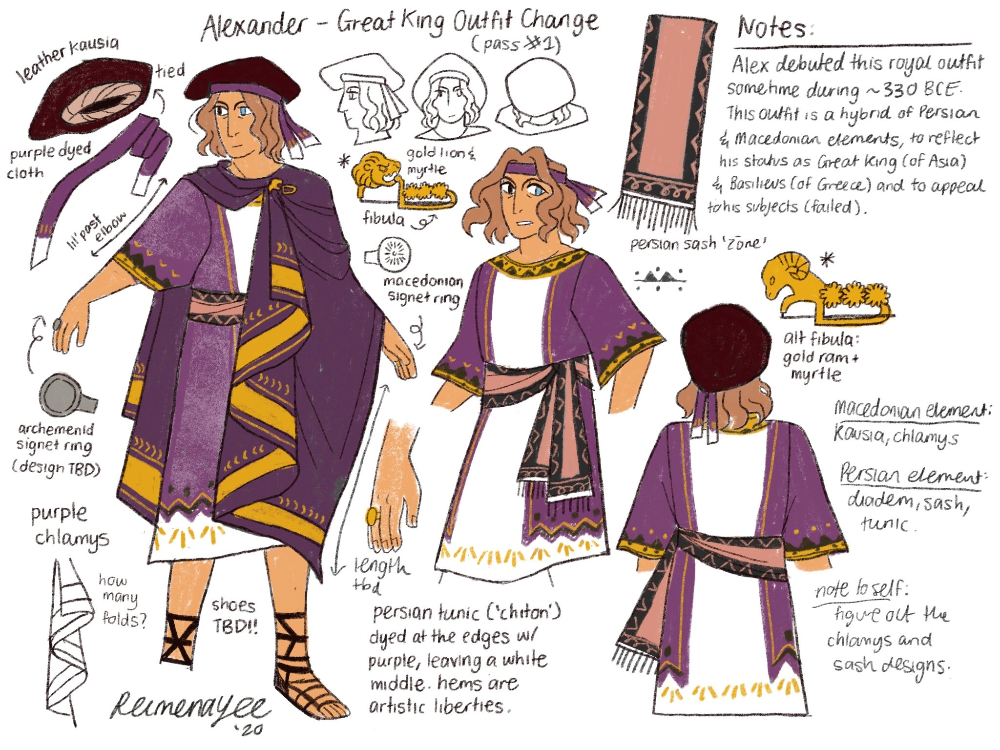 Alexander – Great King Outfit Change
(pass #1)
leather kausia
tied
purple dyed
cloth
lil' past
elbow
gold lion &
myrtle
fibula
macedonian
signet ring
archemenid
signet ring
(design TBD)
purple
chlamys
how
many
folds?
shoes
TBD!!
length
tbd
persian tunic ('chiton')
dyed at the edges w/
purple, leaving a white
middle. hems are
artistic liberties.
Reimenayee
'20
Notes:
Alex debuted this royal outfit
sometime during ~330 BCE.
This outfit is a hybrid of Persian
& Macedonian elements, to reflect
his status as Great King (of Asia)
& Basilieus (of Greece) and to appeal
to his subjects (failed).
persian sash 'zōne'
alt fibula:
gold ram +
myrtle
Macedonian element:
Kausia, chlamys
Persian element:
diadem, sash,
tunic.
note to self:
figure out the
chlamys and
sash designs.